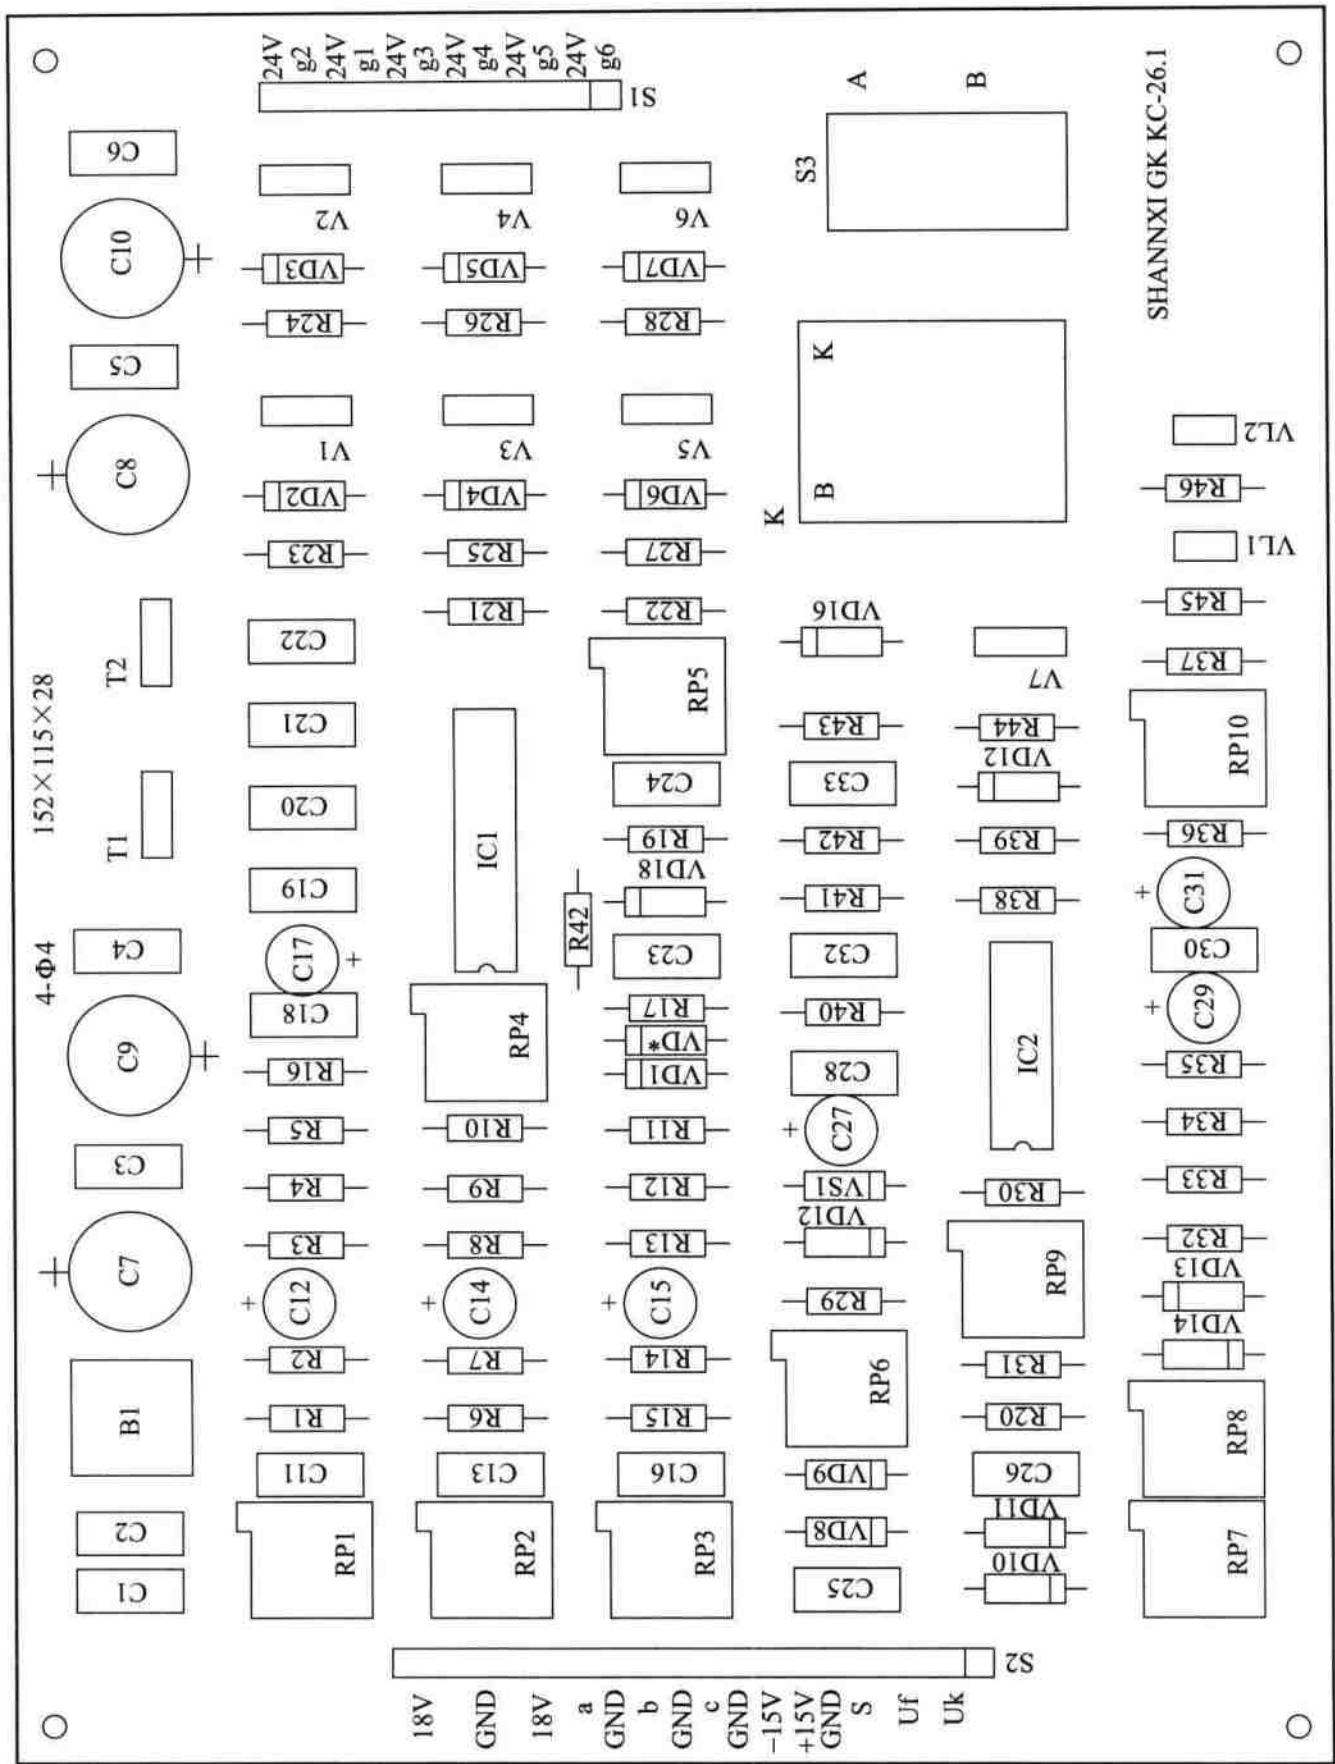 24V
g2
24V
g1
24V
g3
24V
g4
24V
g5
24V
g6
S1
C6
C10
C5
C8
C4
C9
C3
C7
B1
C2
C1
152×115×28
4-Φ4
T2
T1
V2
VD3
R24
V1
VD2
R23
C22
C21
C20
C19
C17
C18
R16
R5
R4
R3
C12
R2
R1
C11
RP1
V4
VD5
R26
V3
VD4
R25
R21
IC1
RP4
R10
R9
R8
C14
R7
R6
C13
RP2
V6
VD7
R28
V5
VD6
R27
R22
RP5
C24
R19
VD18
R42
C23
R17
VD*
VD1
R11
R12
R13
C15
R14
R15
C16
RP3
A
B
S3
K
B
K
VD16
R43
C33
R42
R41
C32
R40
C28
C27
VS1
VD12
R29
RP6
VD9
VD8
C25
V7
R44
VD12
R39
R38
IC2
R30
RP9
R31
R20
C26
VD11
VD10
SHANNXI GK KC-26.1
VL2
R46
VL1
R45
R37
RP10
R36
C31
C30
C29
R35
R34
R33
R32
VD13
VD14
RP8
RP7
S2
18V
GND
18V
a
GND
b
GND
c
GND
-15V
+15V
GND
S
Uf
Uk